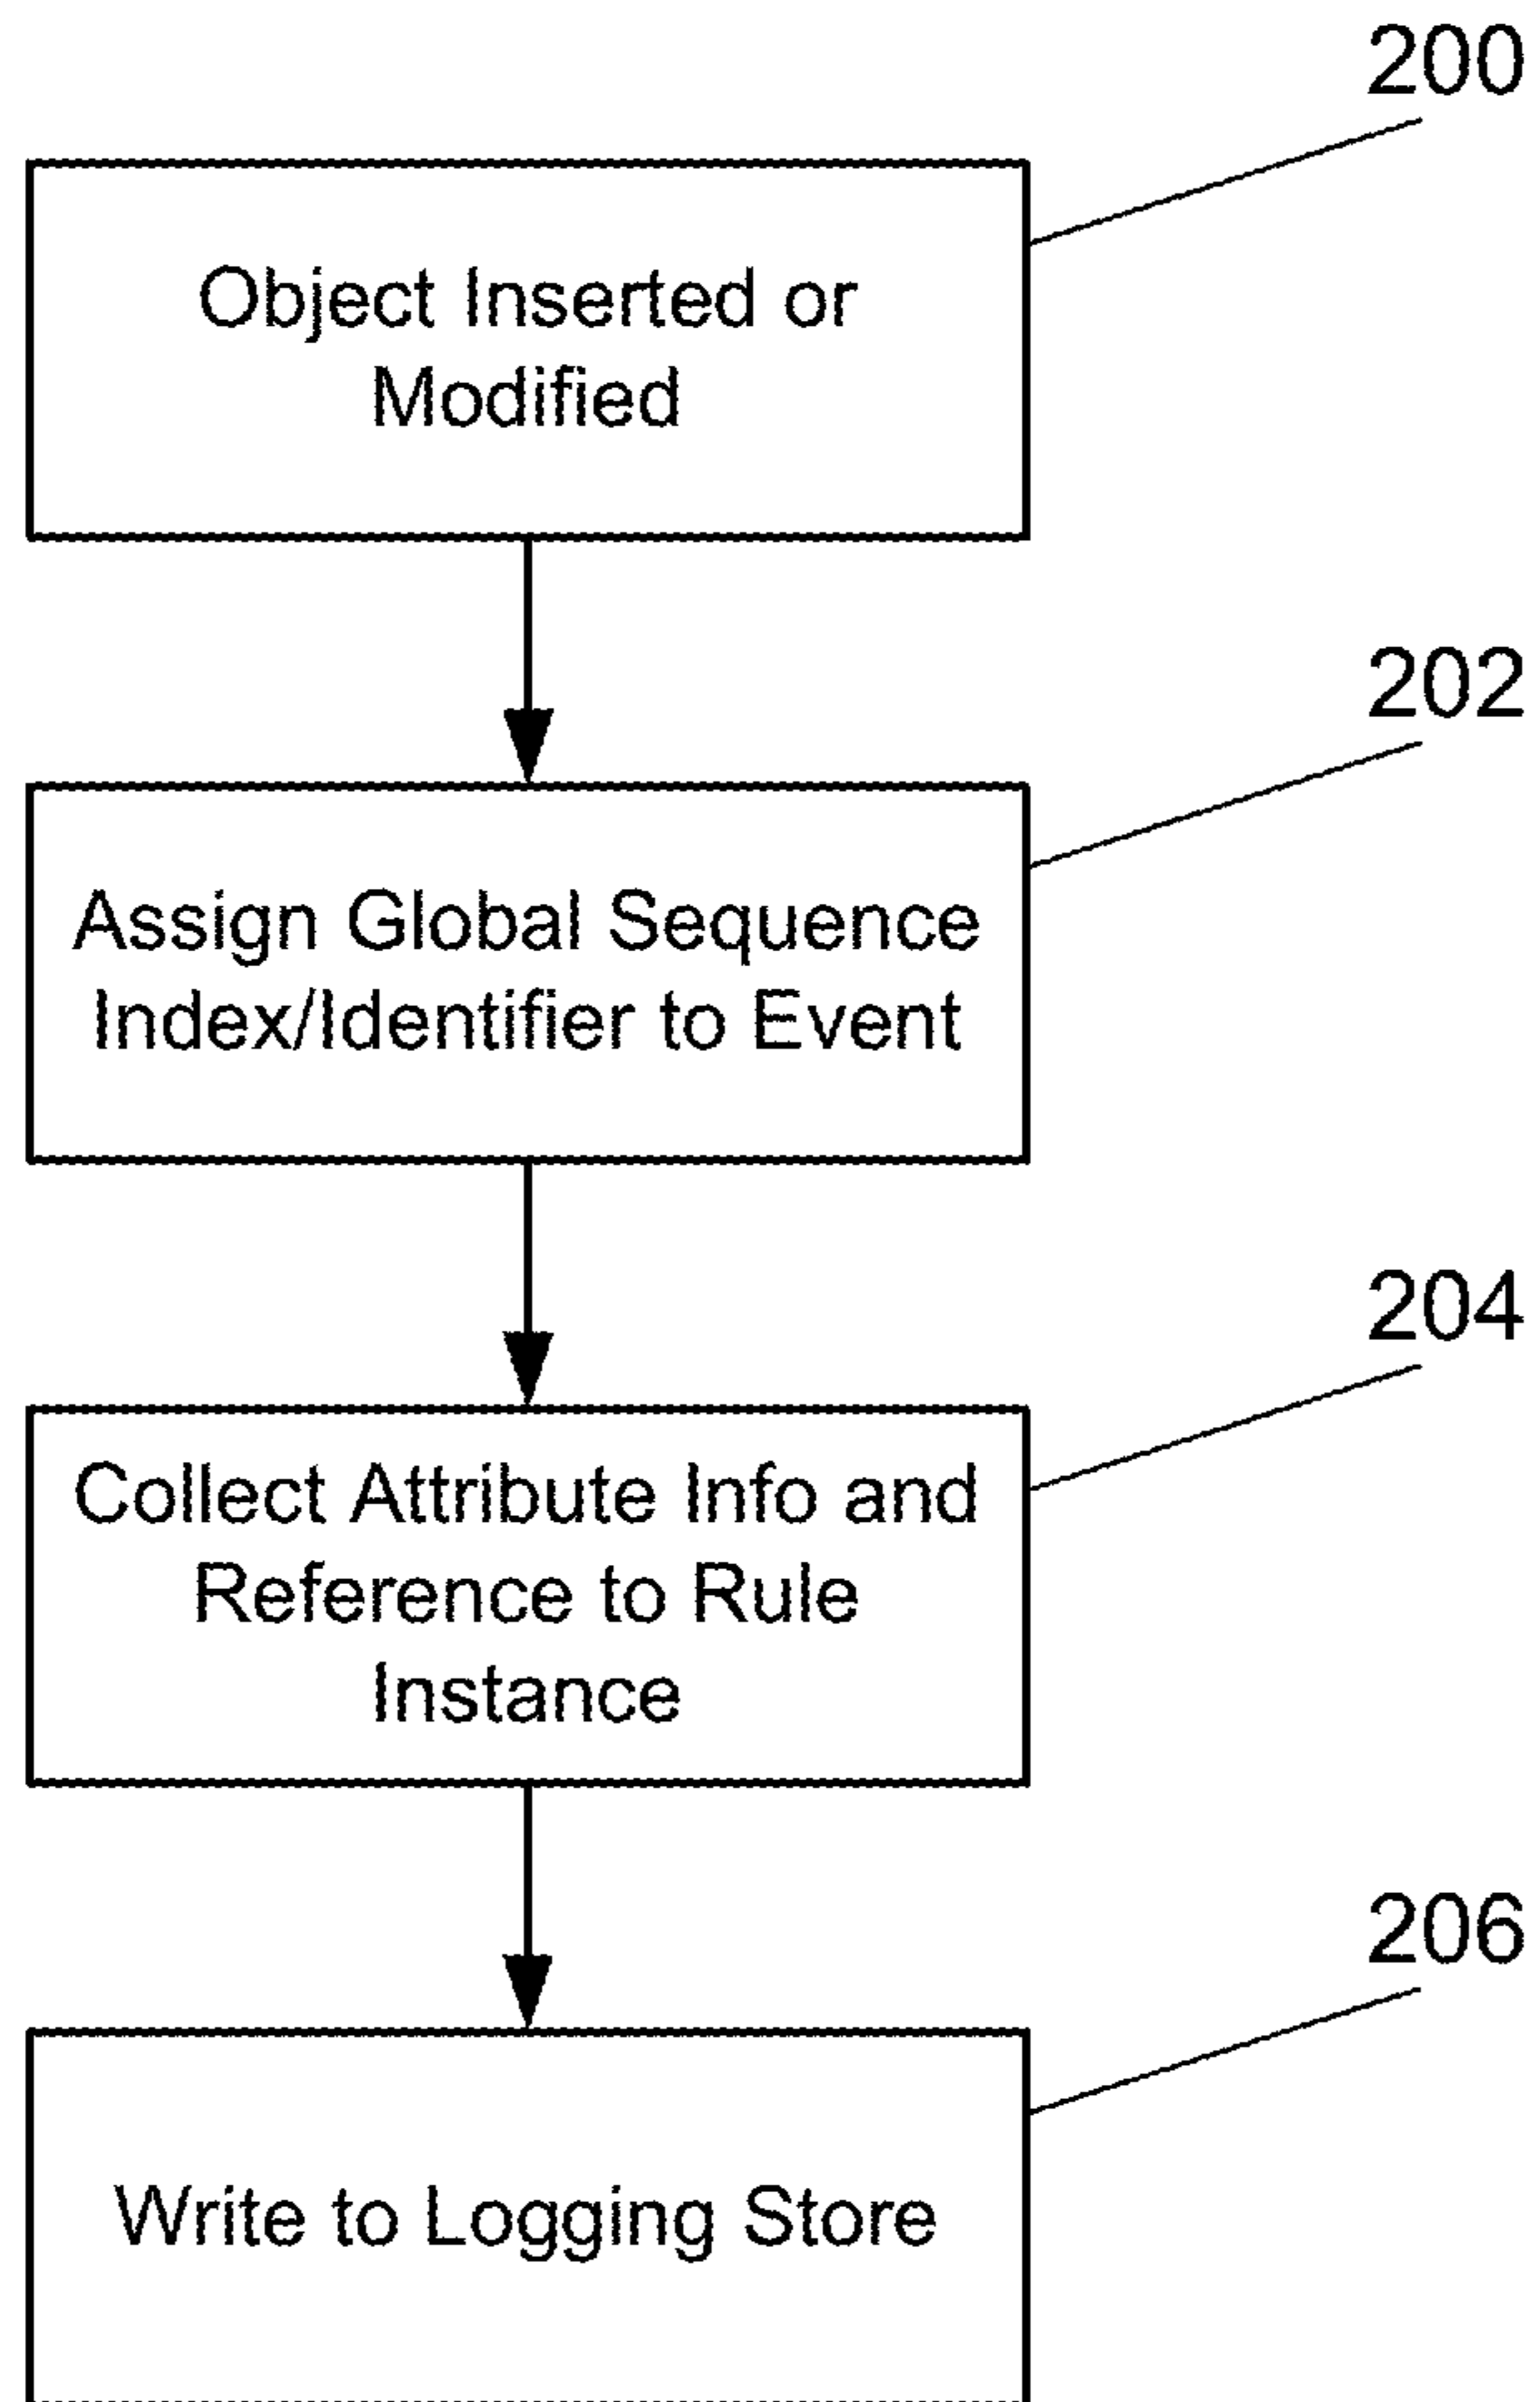 200
Object Inserted or
Modified
202
Assign Global Sequence
Index/Identifier to Event
204
Collect Attribute Info and
Reference to Rule
Instance
206
Write to Logging Store